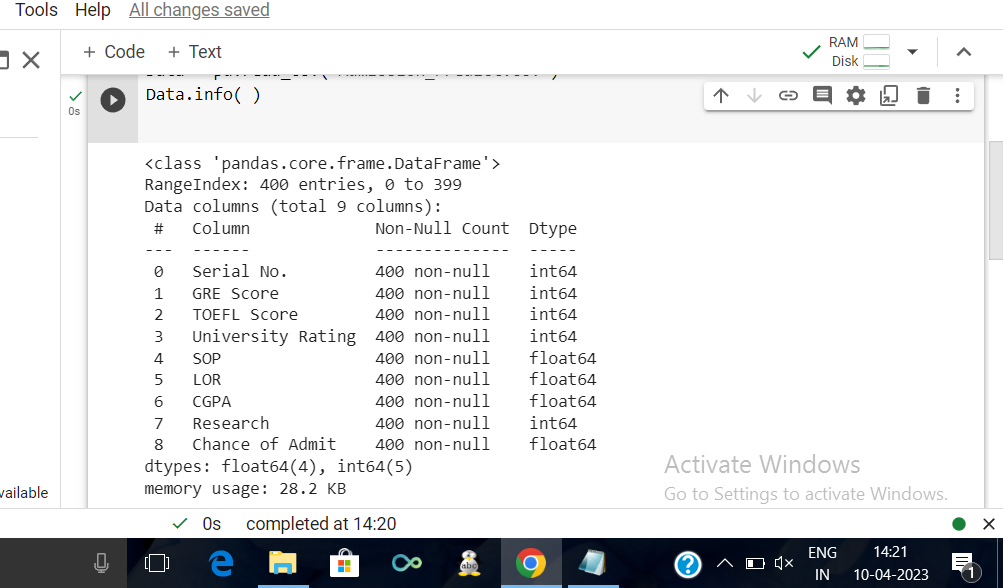 Tools Help All changes saved
+ Code + Text
RAM
Disk
0s
Data.info( )
<class 'pandas.core.frame.DataFrame'>
RangeIndex: 400 entries, 0 to 399
Data columns (total 9 columns):
# Column Non-Null Count Dtype
--- ------ -------------- -----
0 Serial No. 400 non-null int64
1 GRE Score 400 non-null int64
2 TOEFL Score 400 non-null int64
3 University Rating 400 non-null int64
4 SOP 400 non-null float64
5 LOR 400 non-null float64
6 CGPA 400 non-null float64
7 Research 400 non-null int64
8 Chance of Admit 400 non-null float64
dtypes: float64(4), int64(5)
memory usage: 28.2 KB
Activate Windows
Go to Settings to activate Windows.
vailable
0s completed at 14:20
abc
ENG
IN
14:21
10-04-2023
1